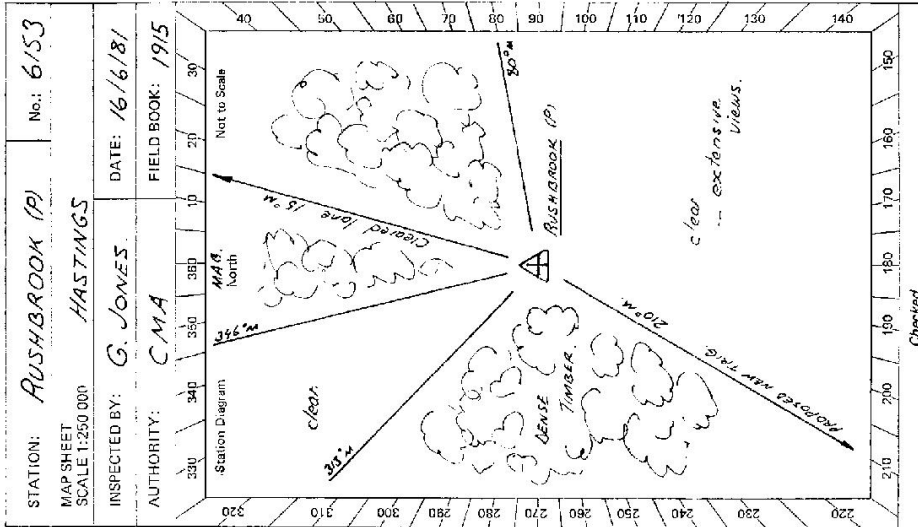 STATION: RUSHBROOK (P) No.: 6153
MAP SHEET
SCALE 1:250 000 HASTINGS
INSPECTED BY: G. JONES DATE: 16/6/81
AUTHORITY: CMA FIELD BOOK: 1915
320 330 340 350 360 10 20 30 40
Station Diagram
MAG.
North
Not to Scale
346°M
Cleared lane 15°M
clear
313°M
80°M
RUSHBROOK (P)
DENSE
TIMBER.
210°M.
PROPOSED NEW TRIG.
clear
--- extensive
views.
310 300 290 280 270 260 250 240 230
50 60 70 80 90 100 110 120 130
220 210 200 190 180 170 160 150 140
Checked